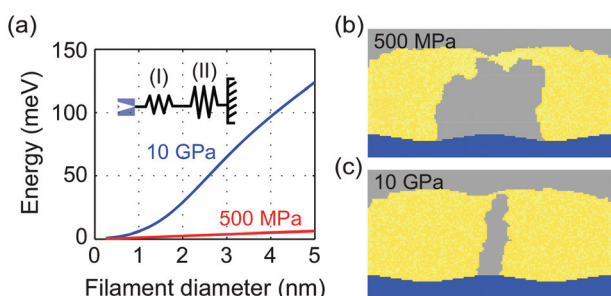 (a)
150
100
50
0
Energy (meV)
0 1 2 3 4 5
Filament diameter (nm)
(I) (II)
10 GPa
500 MPa
(b)
500 MPa
(c)
10 GPa